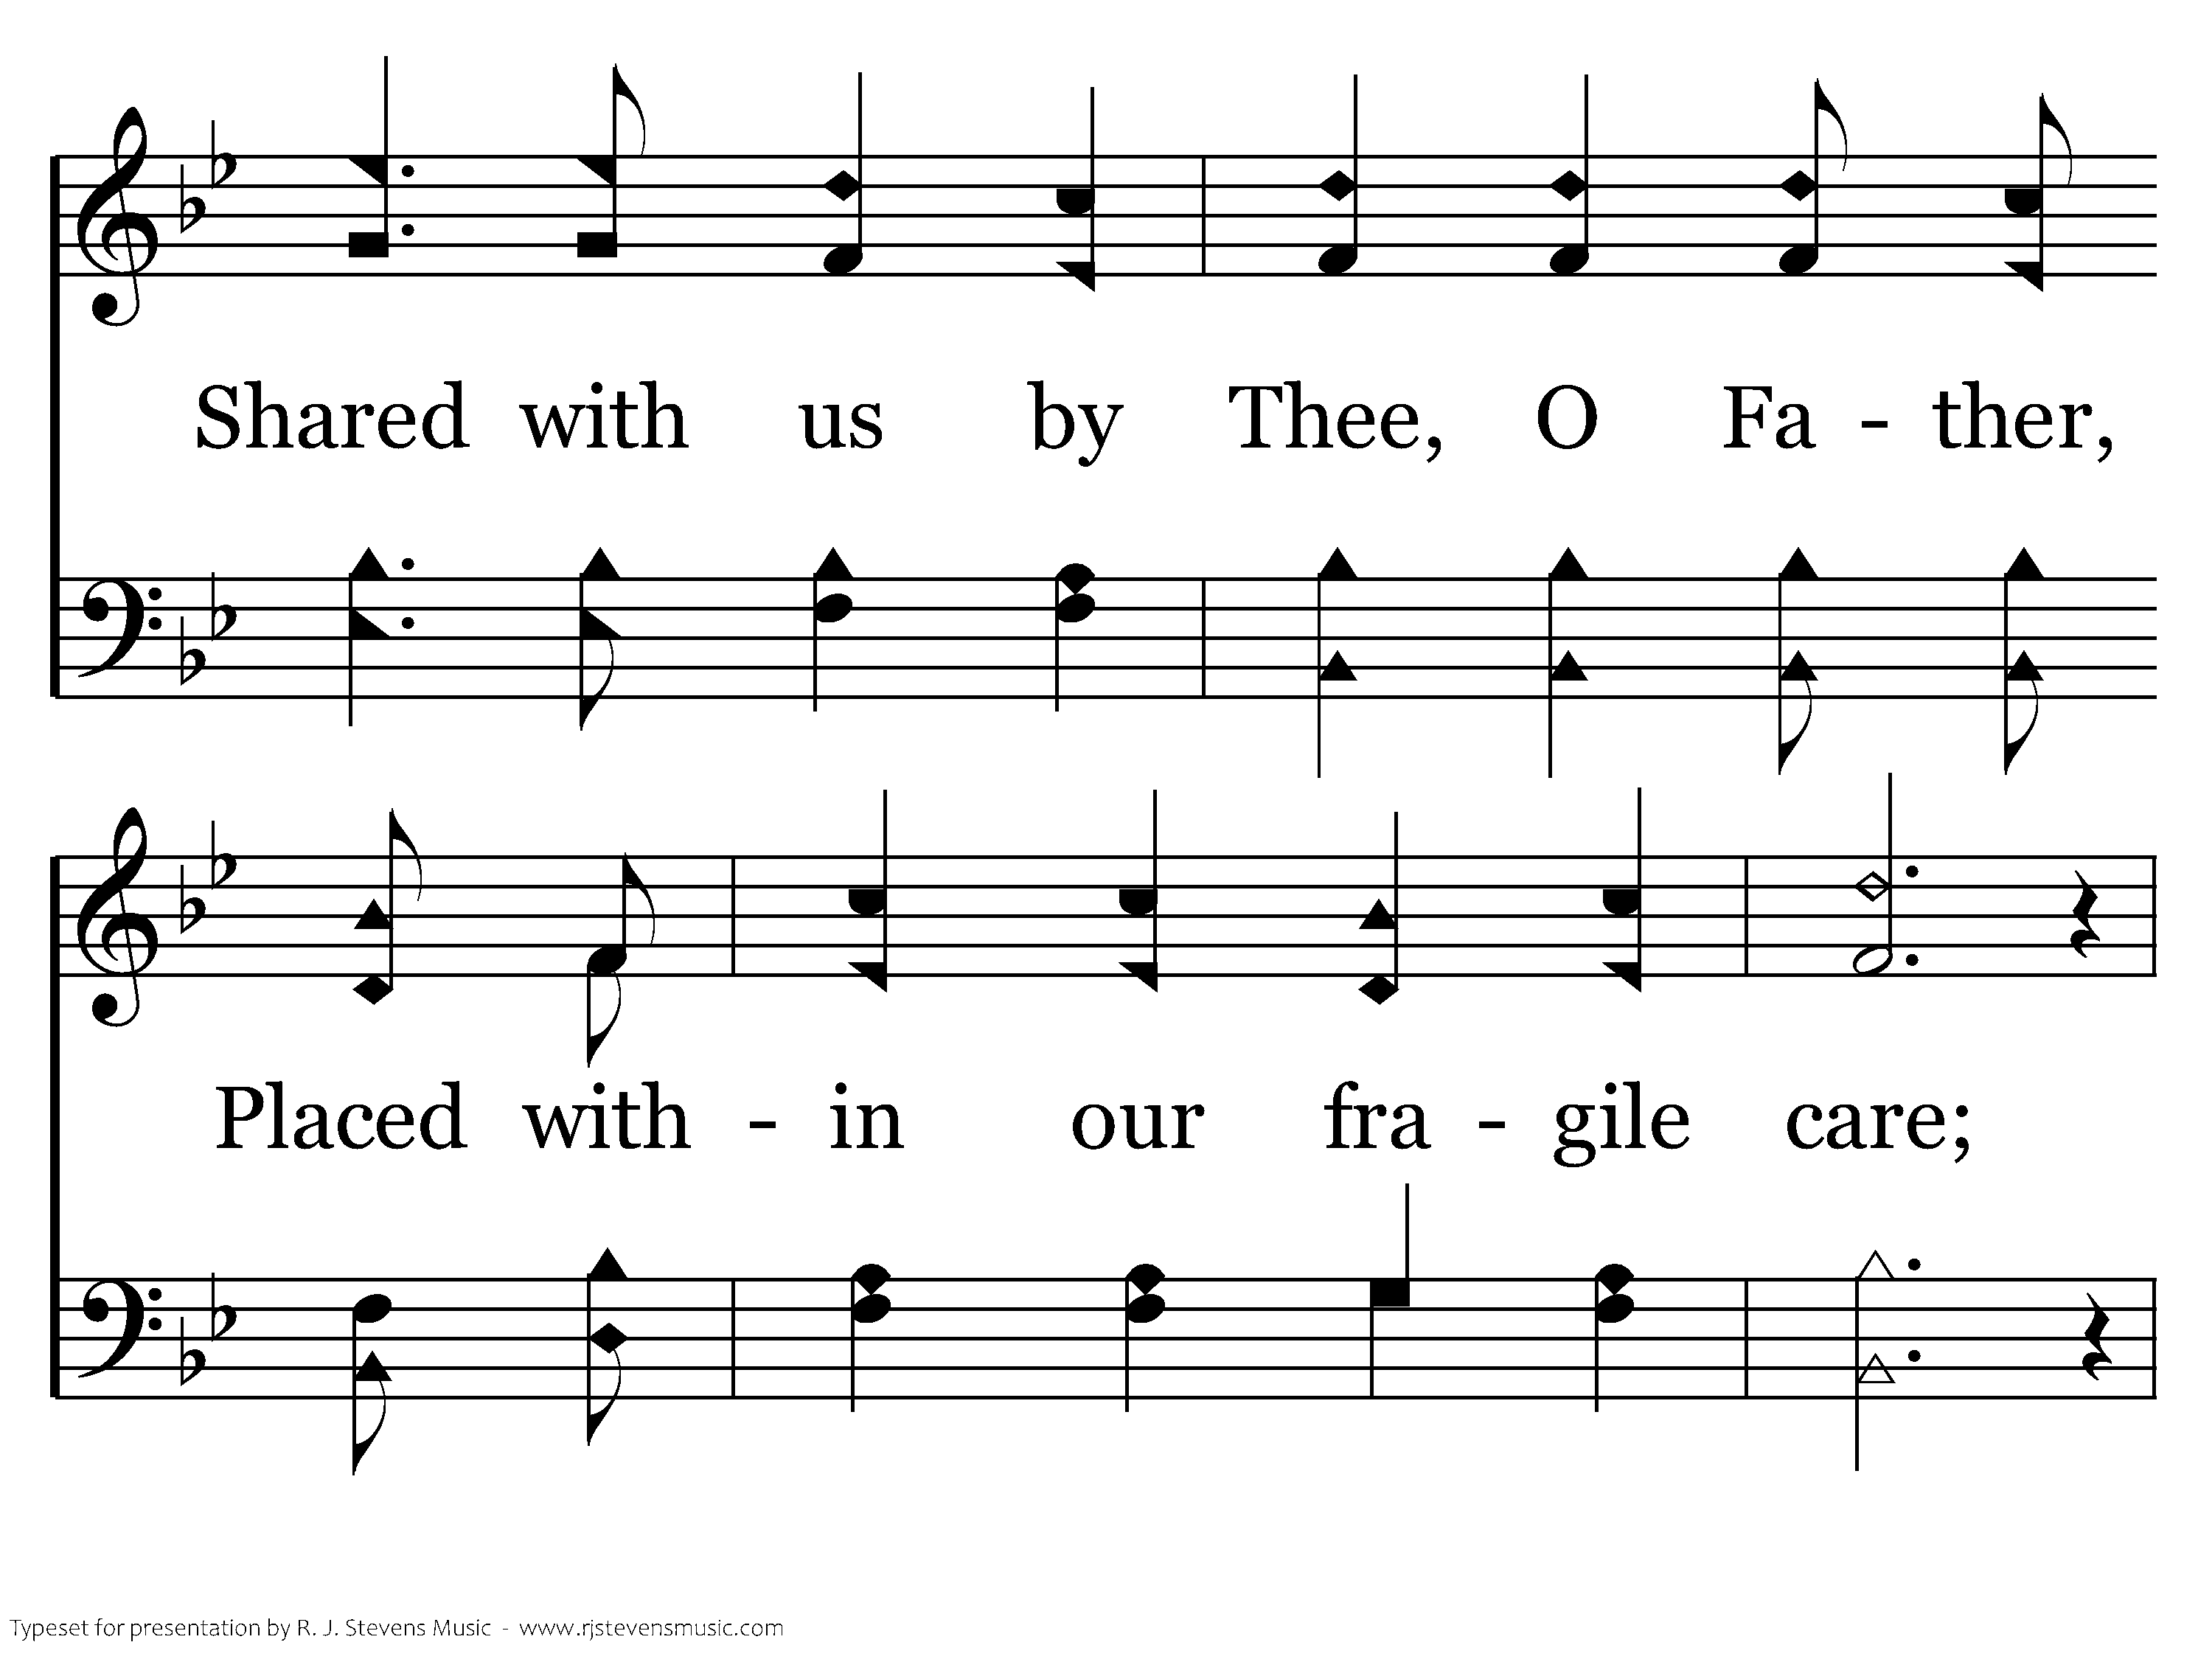 Shared with us by Thee, O Fa - ther,
Placed with - in our fra - gile care;
Typeset for presentation by R. J. Stevens Music - www.rjstevensmusic.com